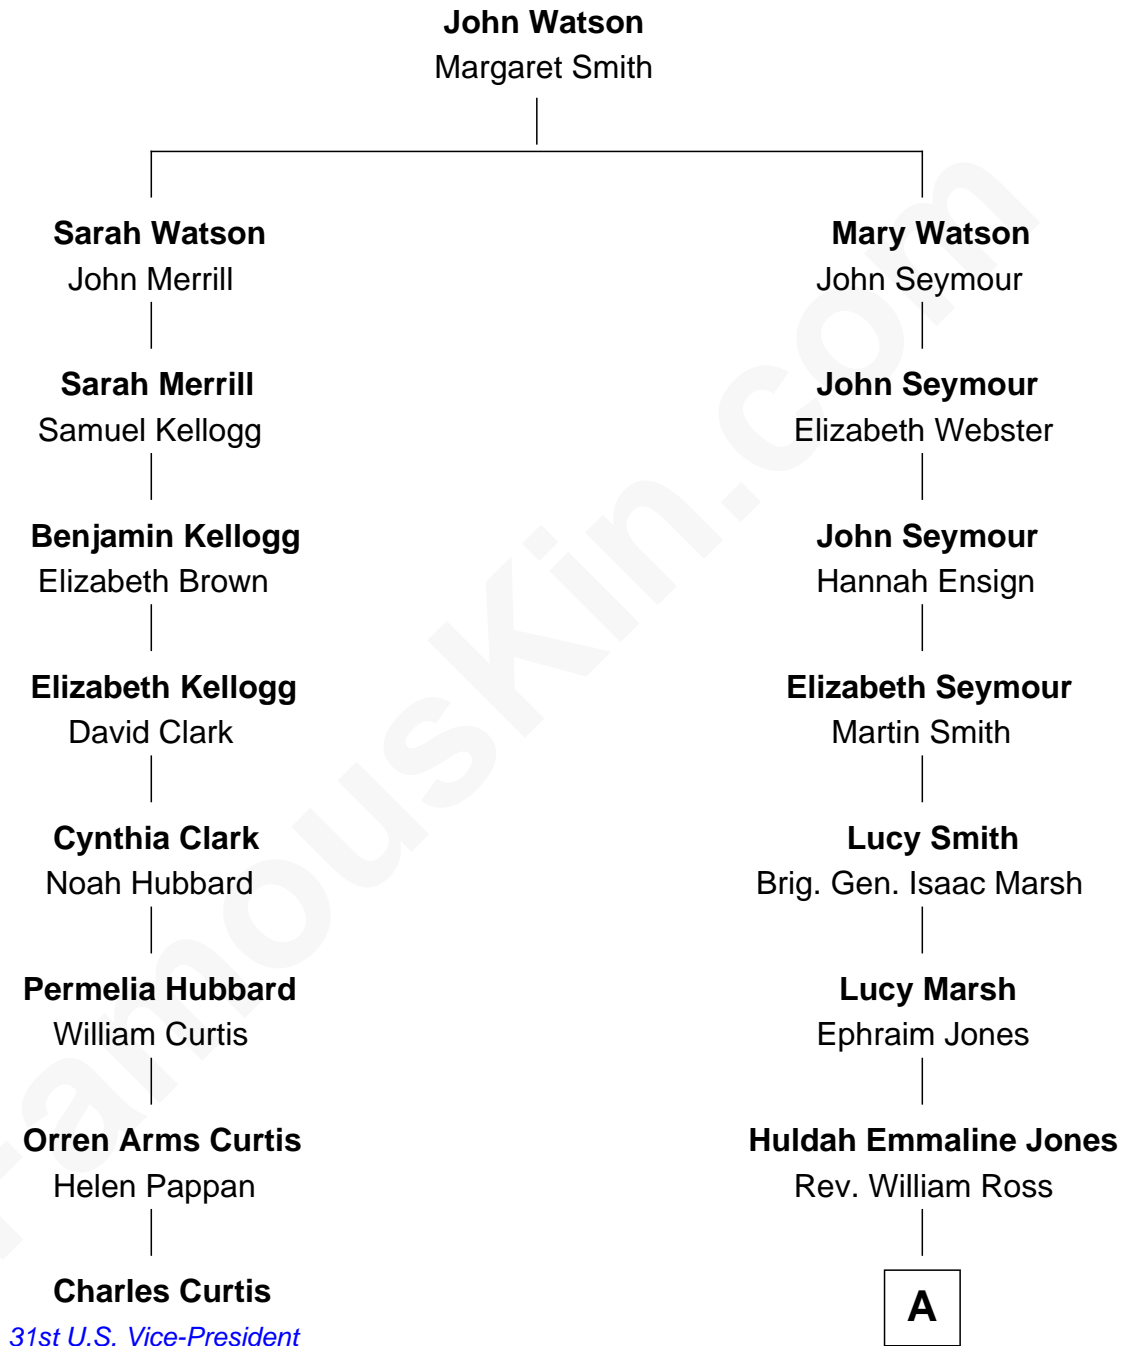 John Watson
Margaret Smith
Sarah Watson
John Merrill
Mary Watson
John Seymour
Sarah Merrill
Samuel Kellogg
John Seymour
Elizabeth Webster
Benjamin Kellogg
Elizabeth Brown
John Seymour
Hannah Ensign
Elizabeth Kellogg
David Clark
Elizabeth Seymour
Martin Smith
Cynthia Clark
Noah Hubbard
Lucy Smith
Brig. Gen. Isaac Marsh
Permelia Hubbard
William Curtis
Lucy Marsh
Ephraim Jones
Orren Arms Curtis
Helen Pappan
Huldah Emmaline Jones
Rev. William Ross
Charles Curtis
31st U.S. Vice-President
A
FamousKin.com